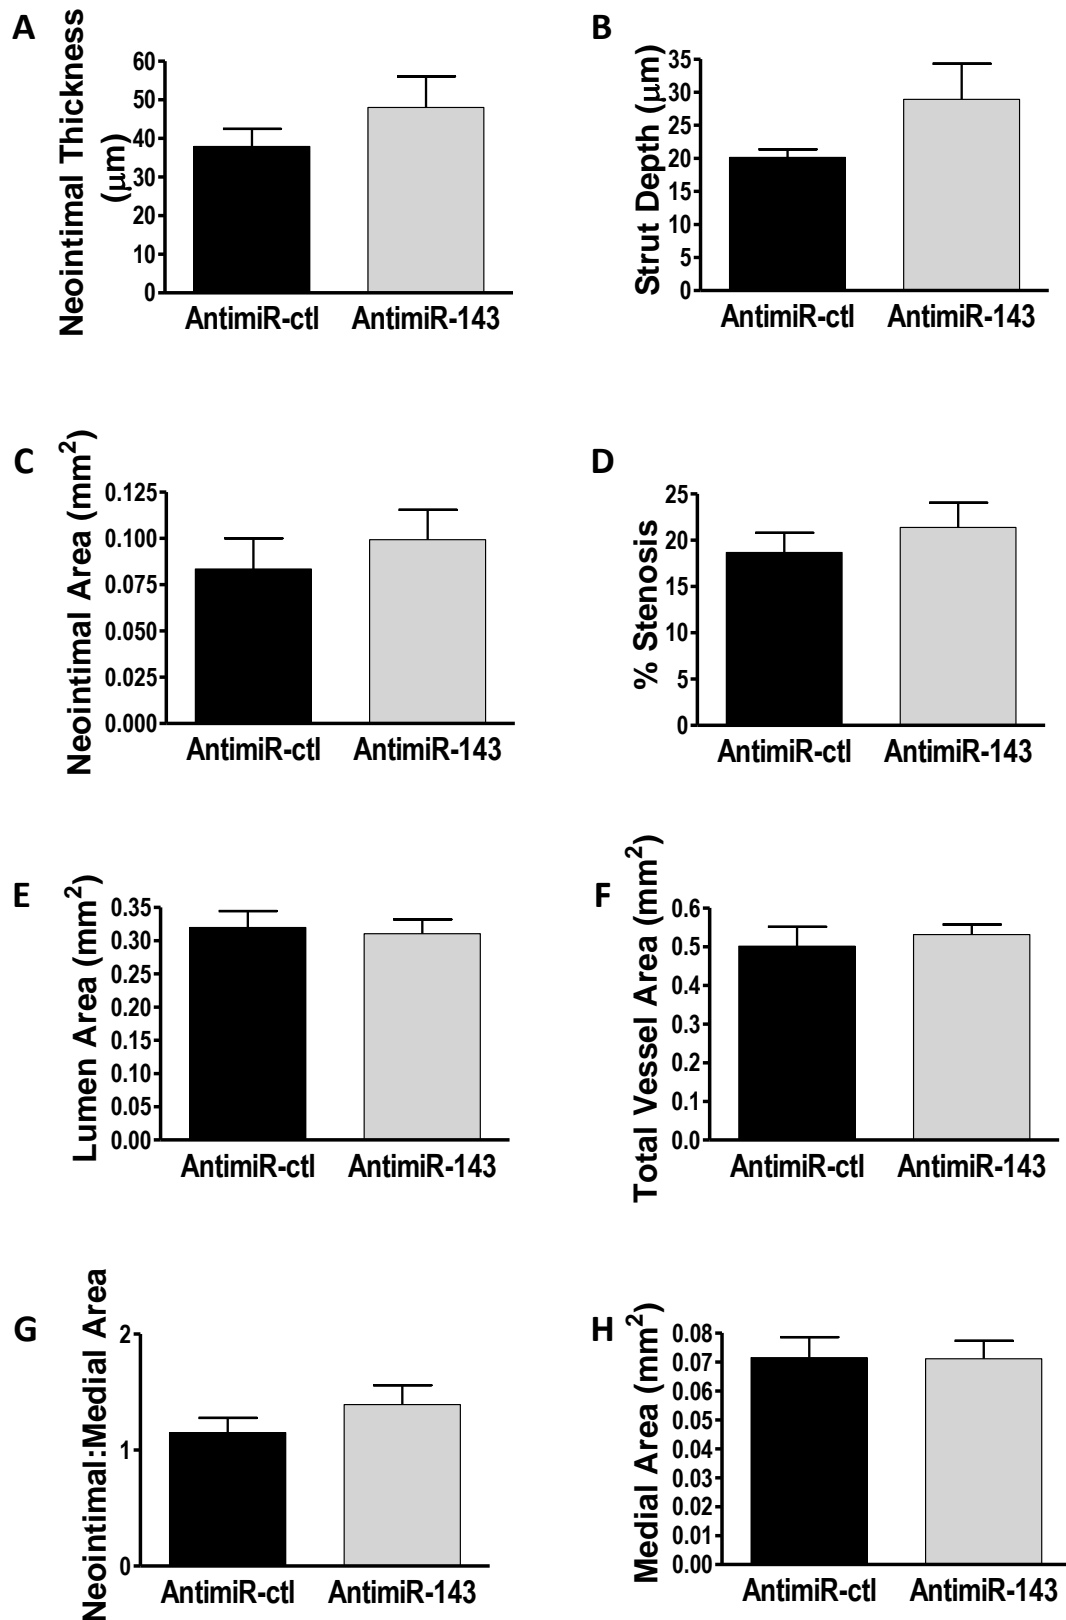 A
Neointimal Thickness
(μm)
60
50
40
30
20
10
0
AntimiR-ctl AntimiR-143
B
Strut Depth (μm)
35
30
25
20
15
10
5
0
AntimiR-ctl AntimiR-143
C
Neointimal Area (mm²)
0.125
0.100
0.075
0.050
0.025
0.000
AntimiR-ctl AntimiR-143
D
% Stenosis
25
20
15
10
5
0
AntimiR-ctl AntimiR-143
E
Lumen Area (mm²)
0.35
0.30
0.25
0.20
0.15
0.10
0.05
0.00
AntimiR-ctl AntimiR-143
F
Total Vessel Area (mm²)
0.6
0.5
0.4
0.3
0.2
0.1
0.0
AntimiR-ctl AntimiR-143
G
Neointimal:Medial Area
2
1
0
AntimiR-ctl AntimiR-143
H
Medial Area (mm²)
0.08
0.07
0.06
0.05
0.04
0.03
0.02
0.01
0.00
AntimiR-ctl AntimiR-143